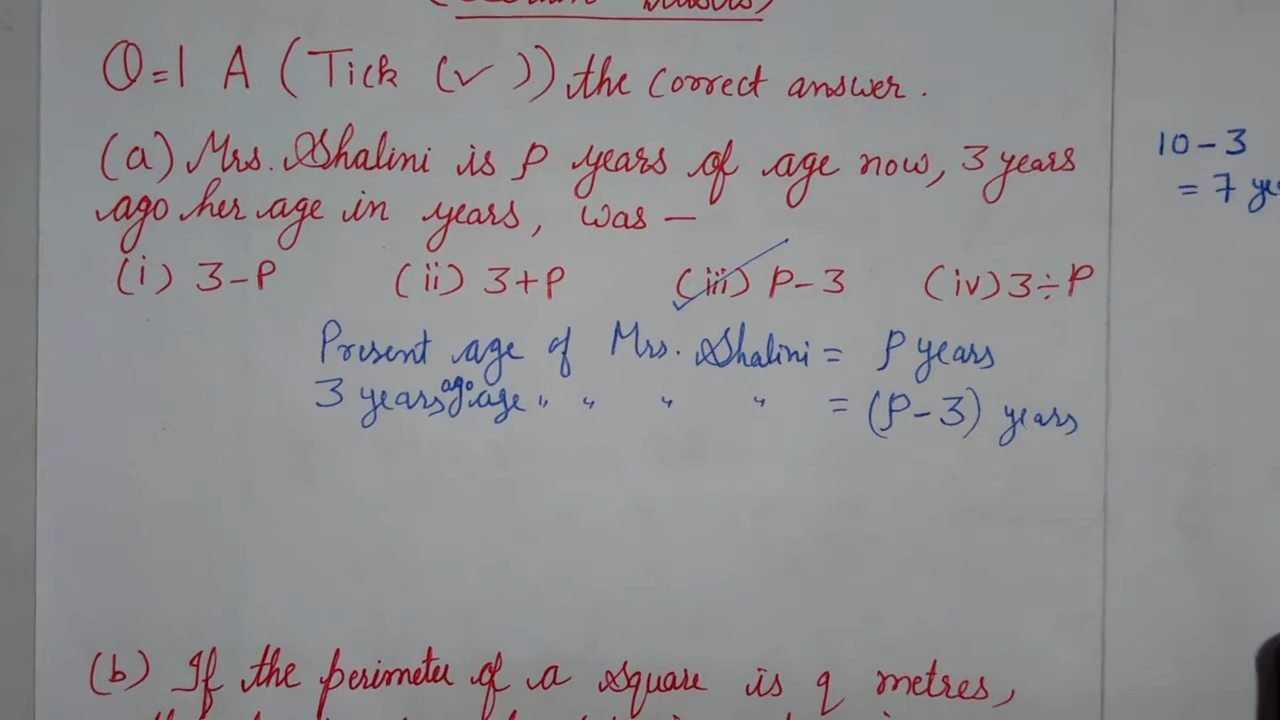 Q=1 A (Tick (✓)) the correct answer.
(a) Mrs. Shalini is P years of age now, 3 years
ago her age in years, was —
(i) 3-P (ii) 3+P (iii) P-3 (iv) 3÷P
Present age of Mrs. Shalini = P years
3 years ago age " " " " = (P-3) years
10-3
= 7
(b) If the perimeter of a square is q metres,